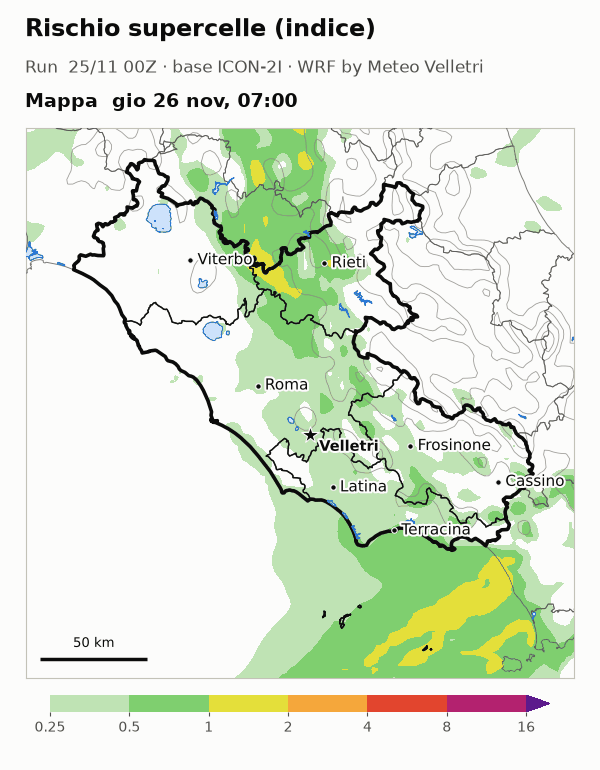 Rischio supercelle (indice)
Run  25/11 00Z · base ICON-2I · WRF by Meteo Velletri
Mappa  gio 26 nov, 07:00
Viterbo
Rieti
Roma
Velletri
Frosinone
Cassino
Latina
Terracina
50 km
0.25 0.5 1 2 4 8 16